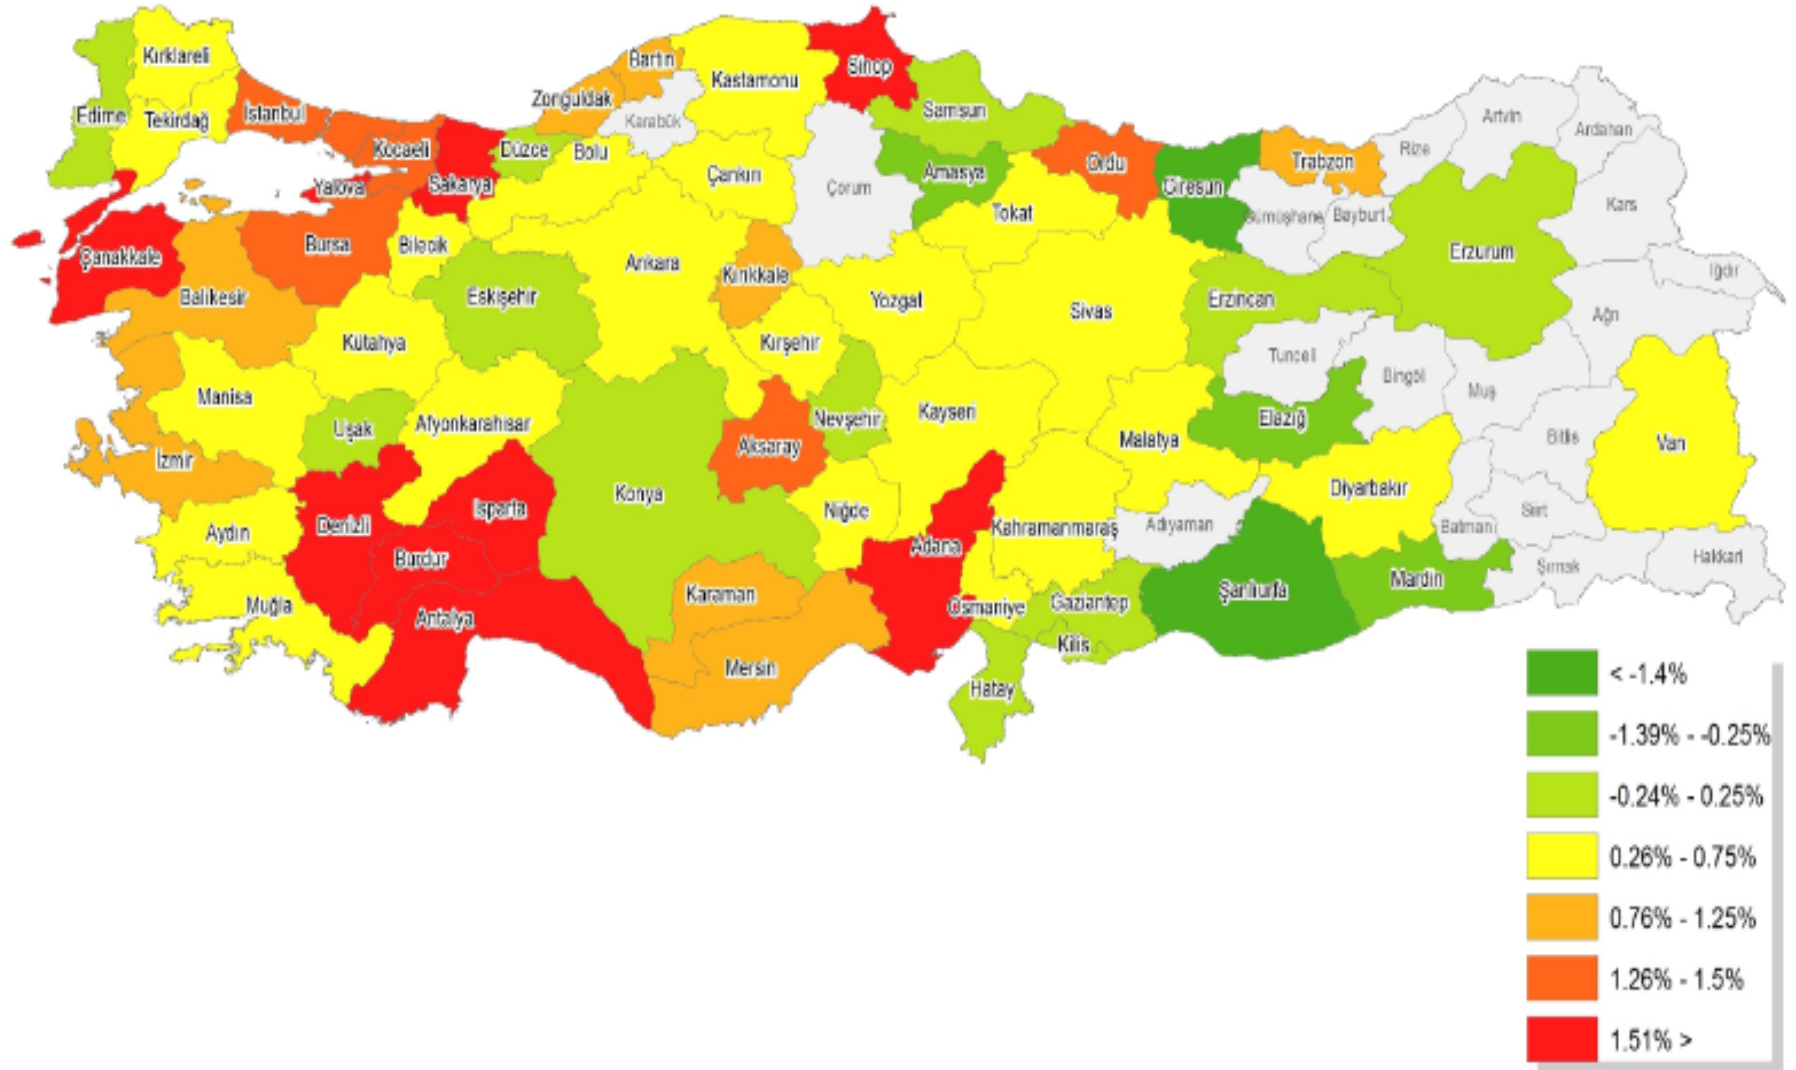 Kırklareli
Edirne
Tekirdağ
İstanbul
Kocaeli
Yalova
Sakarya
Düzce
Bolu
Zonguldak
Bartın
Karabük
Kastamonu
Sinop
Samsun
Çankırı
Çorum
Amasya
Tokat
Ordu
Giresun
Trabzon
Gümüşhane
Bayburt
Rize
Artvin
Ardahan
Kars
Iğdır
Ağrı
Erzurum
Erzincan
Çanakkale
Balıkesir
Bursa
Bilecik
Eskişehir
Ankara
Kırıkkale
Yozgat
Sivas
Kütahya
Kırşehir
Manisa
Uşak
Afyonkarahisar
Nevşehir
Kayseri
Malatya
Elazığ
Tunceli
Bingöl
Muş
Bitlis
Van
İzmir
Aydın
Denizli
Isparta
Burdur
Konya
Aksaray
Niğde
Adana
Kahramanmaraş
Adıyaman
Diyarbakır
Batman
Siirt
Şırnak
Hakkari
Muğla
Antalya
Karaman
Mersin
Osmaniye
Gaziantep
Kilis
Hatay
Şanlıurfa
Mardin
< -1.4%
-1.39% - -0.25%
-0.24% - 0.25%
0.26% - 0.75%
0.76% - 1.25%
1.26% - 1.5%
1.51% >